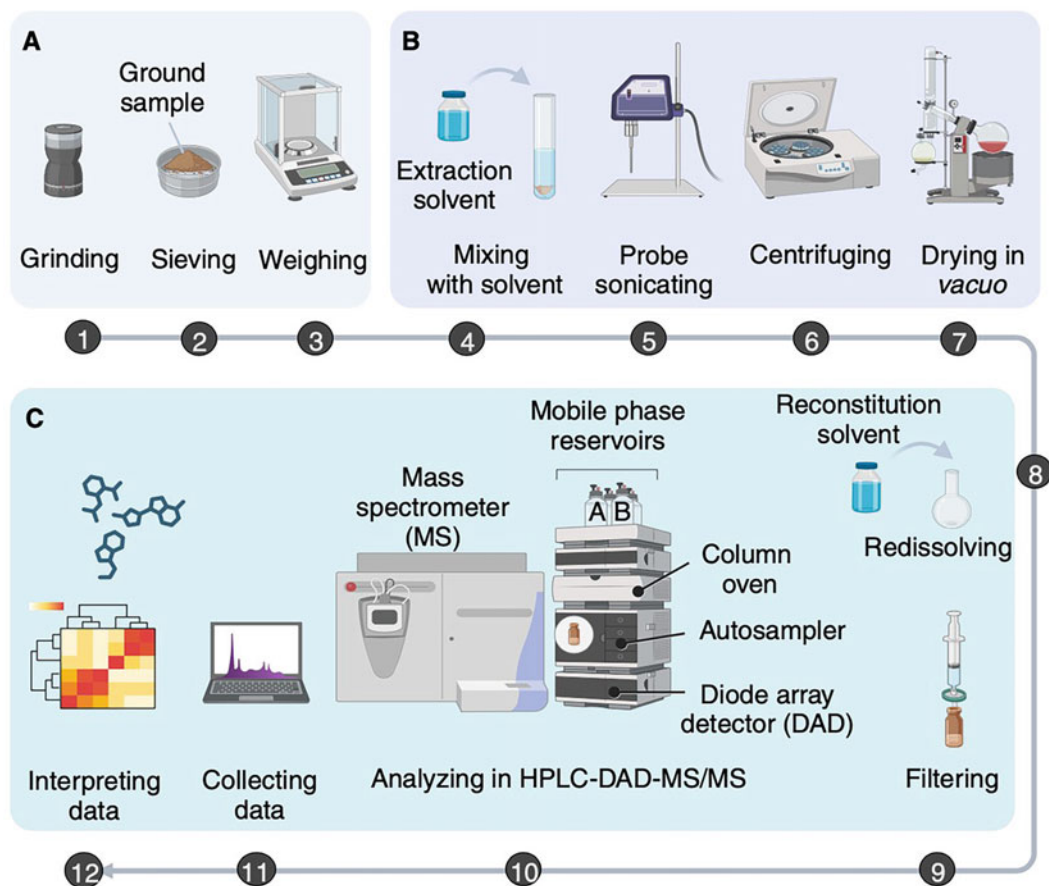 A
Ground
sample
Grinding
Sieving
Weighing
B
Extraction
solvent
Mixing
with solvent
Probe
sonicating
Centrifuging
Drying in
vacuo
1
2
3
4
5
6
7
8
C
Reconstitution
solvent
Redissolving
Filtering
Mobile phase
reservoirs
A B
Mass
spectrometer
(MS)
Column
oven
Autosampler
Diode array
detector (DAD)
Analyzing in HPLC-DAD-MS/MS
Collecting
data
Interpreting
data
12
11
10
9